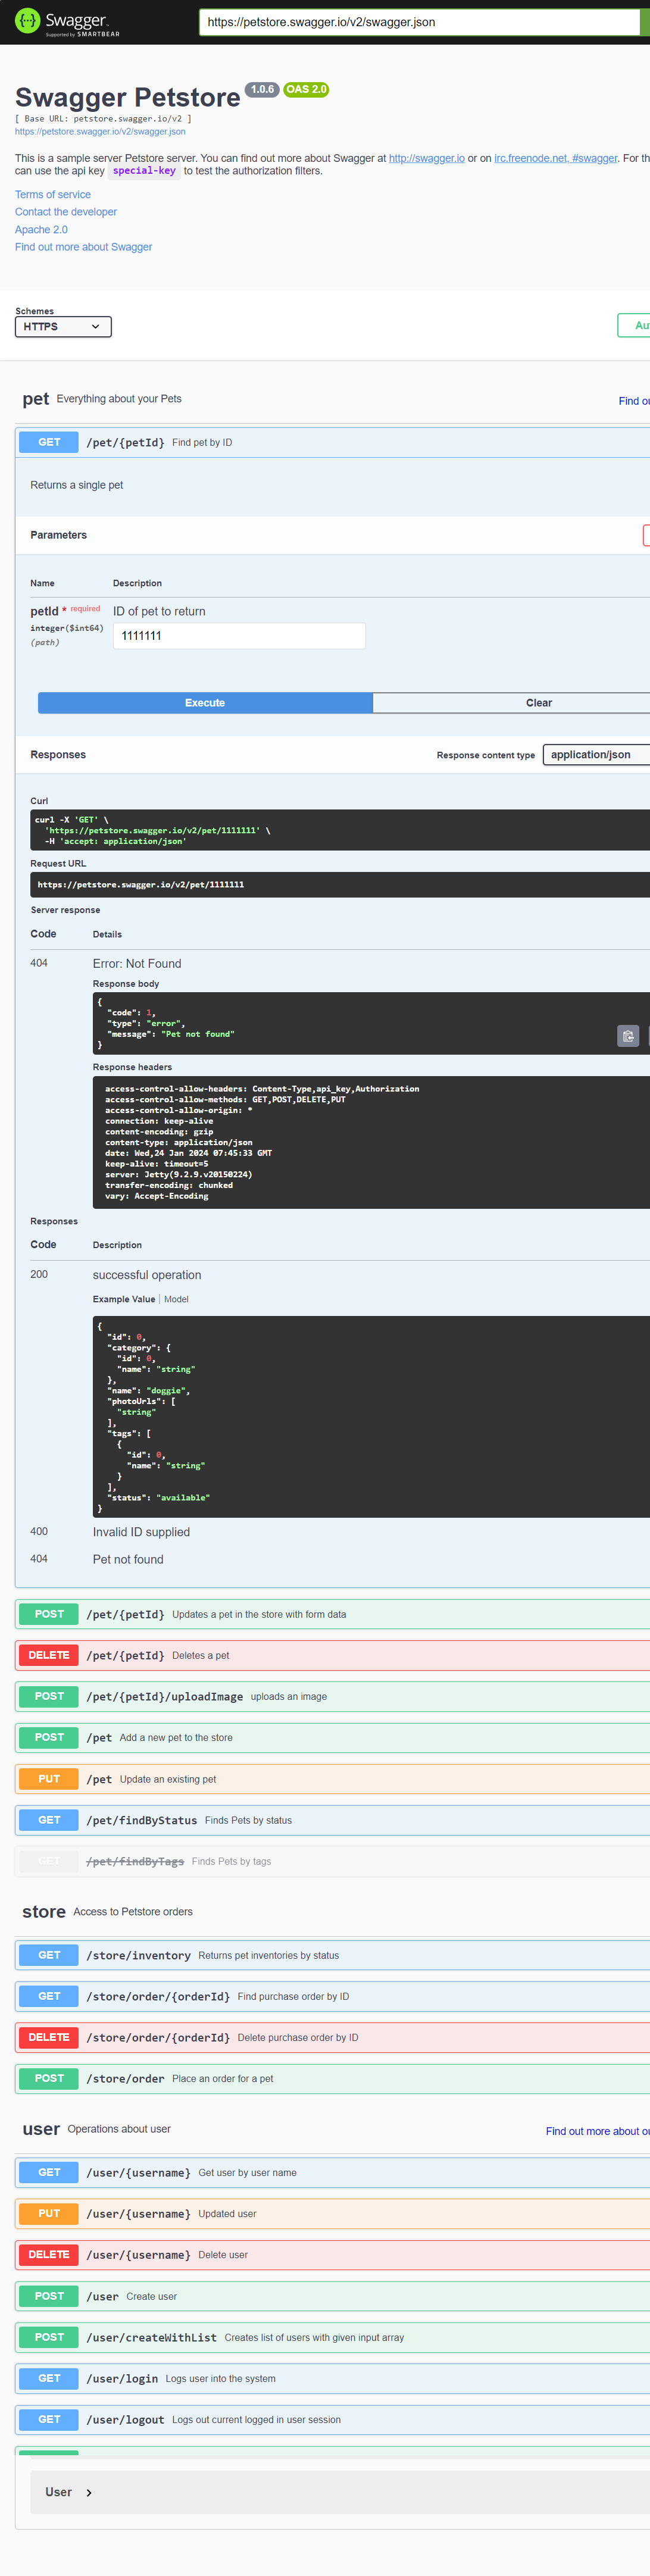 Swagger.
Supported by SMARTBEAR
https://petstore.swagger.io/v2/swagger.json
Swagger Petstore 1.0.6 OAS 2.0
[ Base URL: petstore.swagger.io/v2 ]
https://petstore.swagger.io/v2/swagger.json
This is a sample server Petstore server. You can find out more about Swagger at http://swagger.io or on irc.freenode.net, #swagger. For th
can use the api key special-key to test the authorization filters.
Terms of service
Contact the developer
Apache 2.0
Find out more about Swagger
Schemes
HTTPS
Au
pet Everything about your Pets
Find ou
GET /pet/{petId} Find pet by ID
Returns a single pet
Parameters
Name Description
petId * required ID of pet to return
integer($int64)
(path)
1111111
Execute Clear
Responses Response content type application/json
Curl
curl -X 'GET' \
'https://petstore.swagger.io/v2/pet/1111111' \
-H 'accept: application/json'
Request URL
https://petstore.swagger.io/v2/pet/1111111
Server response
Code Details
404 Error: Not Found
Response body
{
"code": 1,
"type": "error",
"message": "Pet not found"
}
Response headers
access-control-allow-headers: Content-Type,api_key,Authorization
access-control-allow-methods: GET,POST,DELETE,PUT
access-control-allow-origin: *
connection: keep-alive
content-encoding: gzip
content-type: application/json
date: Wed,24 Jan 2024 07:45:33 GMT
keep-alive: timeout=5
server: Jetty(9.2.9.v20150224)
transfer-encoding: chunked
vary: Accept-Encoding
Responses
Code Description
200 successful operation
Example Value | Model
{
"id": 0,
"category": {
"id": 0,
"name": "string"
},
"name": "doggie",
"photoUrls": [
"string"
],
"tags": [
{
"id": 0,
"name": "string"
}
],
"status": "available"
}
400 Invalid ID supplied
404 Pet not found
POST /pet/{petId} Updates a pet in the store with form data
DELETE /pet/{petId} Deletes a pet
POST /pet/{petId}/uploadImage uploads an image
POST /pet Add a new pet to the store
PUT /pet Update an existing pet
GET /pet/findByStatus Finds Pets by status
GET /pet/findByTags Finds Pets by tags
store Access to Petstore orders
GET /store/inventory Returns pet inventories by status
GET /store/order/{orderId} Find purchase order by ID
DELETE /store/order/{orderId} Delete purchase order by ID
POST /store/order Place an order for a pet
user Operations about user
Find out more about ou
GET /user/{username} Get user by user name
PUT /user/{username} Updated user
DELETE /user/{username} Delete user
POST /user Create user
POST /user/createWithList Creates list of users with given input array
GET /user/login Logs user into the system
GET /user/logout Logs out current logged in user session
User